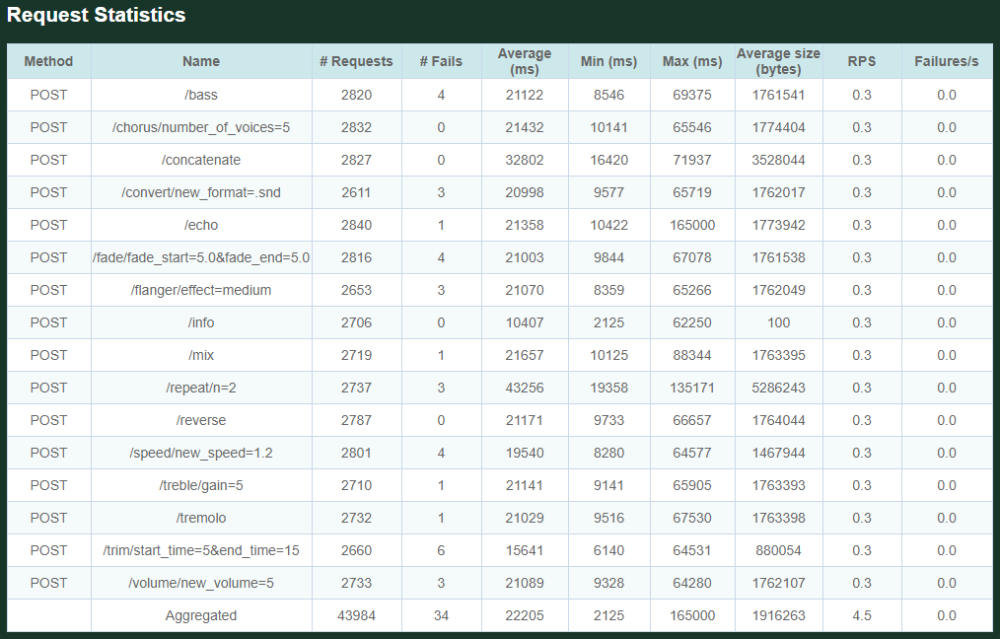 Request Statistics
Method Name # Requests # Fails Average (ms) Min (ms) Max (ms) Average size (bytes) RPS Failures/s
POST /bass 2820 4 21122 8546 69375 1761541 0.3 0.0
POST /chorus/number_of_voices=5 2832 0 21432 10141 65546 1774404 0.3 0.0
POST /concatenate 2827 0 32802 16420 71937 3528044 0.3 0.0
POST /convert/new_format=.snd 2611 3 20998 9577 65719 1762017 0.3 0.0
POST /echo 2840 1 21358 10422 165000 1773942 0.3 0.0
POST /fade/fade_start=5.0&fade_end=5.0 2816 4 21003 9844 67078 1761538 0.3 0.0
POST /flanger/effect=medium 2653 3 21070 8359 65266 1762049 0.3 0.0
POST /info 2706 0 10407 2125 62250 100 0.3 0.0
POST /mix 2719 1 21657 10125 88344 1763395 0.3 0.0
POST /repeat/n=2 2737 3 43256 19358 135171 5286243 0.3 0.0
POST /reverse 2787 0 21171 9733 66657 1764044 0.3 0.0
POST /speed/new_speed=1.2 2801 4 19540 8280 64577 1467944 0.3 0.0
POST /treble/gain=5 2710 1 21141 9141 65905 1763393 0.3 0.0
POST /tremolo 2732 1 21029 9516 67530 1763398 0.3 0.0
POST /trim/start_time=5&end_time=15 2660 6 15641 6140 64531 880054 0.3 0.0
POST /volume/new_volume=5 2733 3 21089 9328 64280 1762107 0.3 0.0
Aggregated 43984 34 22205 2125 165000 1916263 4.5 0.0